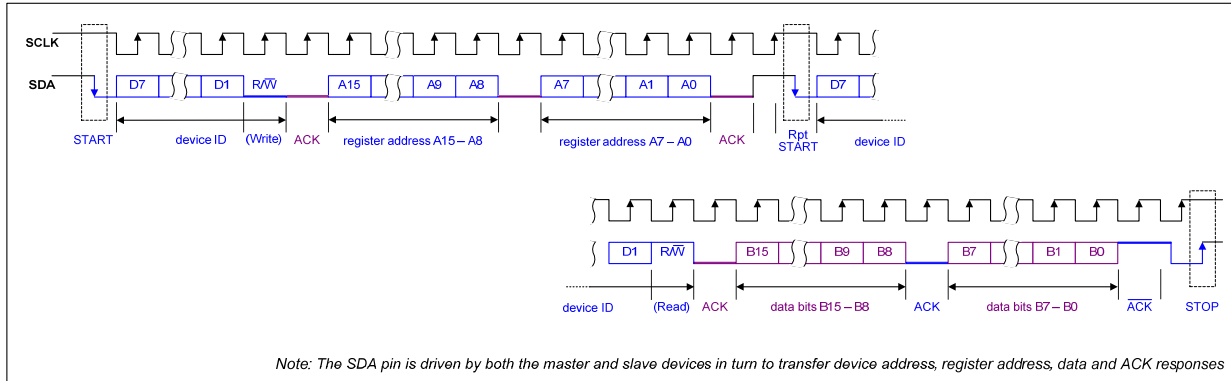 SCLK
SDA D7 D1 R/W̅ A15 A9 A8 A7 A1 A0 D7
START device ID (Write) ACK register address A15 – A8 register address A7 – A0 ACK Rpt START device ID
D1 R/W̅ B15 B9 B8 B7 B1 B0
device ID (Read) ACK data bits B15 – B8 ACK data bits B7 – B0 A̅C̅K̅ STOP
Note: The SDA pin is driven by both the master and slave devices in turn to transfer device address, register address, data and ACK responses